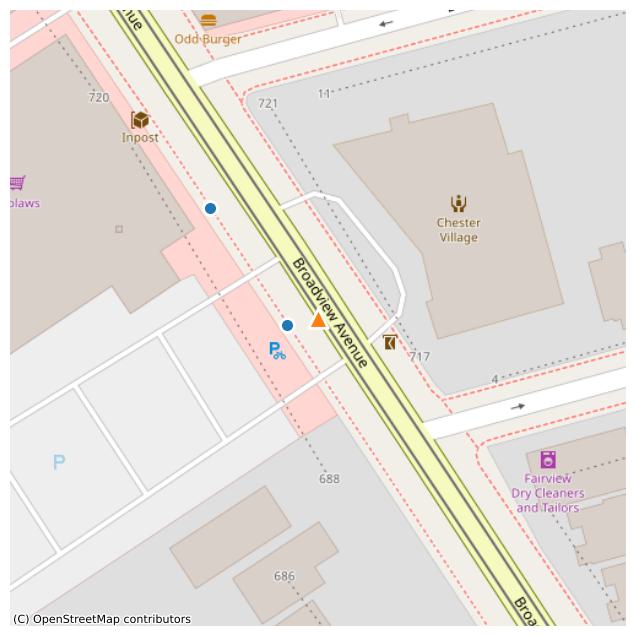 nue
Odd Burger
720
721
11
Inpost
olaws
Chester
Village
Broadview Avenue
717
4
P
688
Fairview
Dry Cleaners
and Tailors
686
Broa
(C) OpenStreetMap contributors